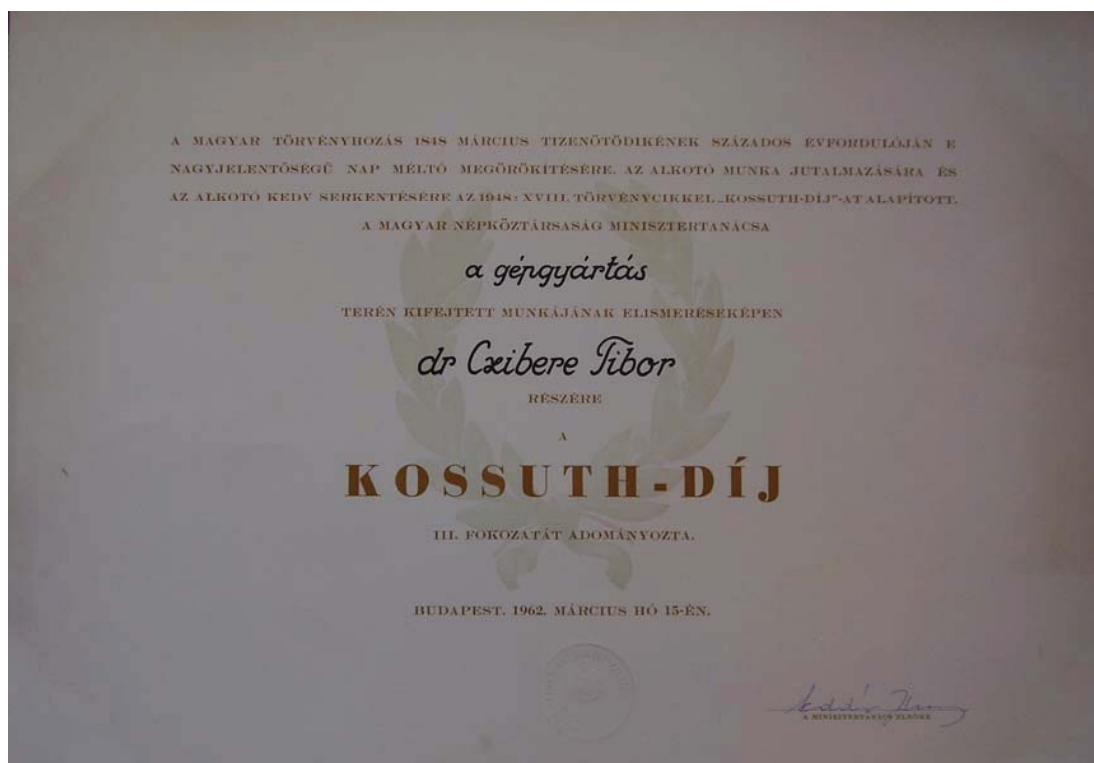 A MAGYAR TÖRVÉNYHOZÁS 1848 MÁRCIUS TIZENÖTÖDIKÉNEK SZÁZADOS ÉVFORDULÓJÁN E
NAGYJELENTŐSÉGŰ NAP MÉLTÓ MEGÖRÖKÍTÉSÉRE, AZ ALKOTÓ MUNKA JUTALMAZÁSÁRA ÉS
AZ ALKOTÓ KEDV SERKENTÉSÉRE AZ 1948: XVIII. TÖRVÉNYCIKKEL „KOSSUTH-DÍJ"-AT ALAPÍTOTT.
A MAGYAR NÉPKÖZTÁRSASÁG MINISZTERTANÁCSA
a gépgyártás
TERÉN KIFEJTETT MUNKÁJÁNAK ELISMERÉSEKÉPEN
dr Czibere Tibor
RÉSZÉRE
A
KOSSUTH-DÍJ
III. FOKOZATÁT ADOMÁNYOZTA.
BUDAPEST, 1962. MÁRCIUS HÓ 15-ÉN.
Kádár János
A MINISZTERTANÁCS ELNÖKE